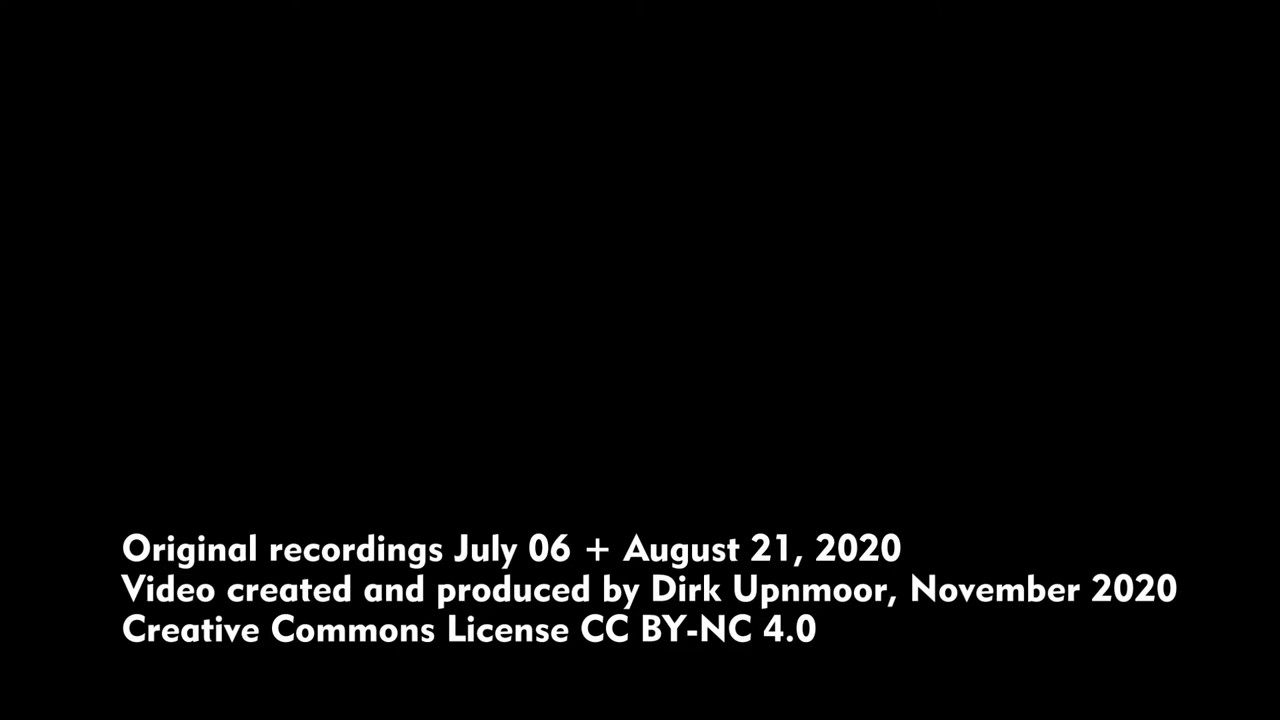 Original recordings July 06 + August 21, 2020
Video created and produced by Dirk Upnmoor, November 2020
Creative Commons License CC BY-NC 4.0